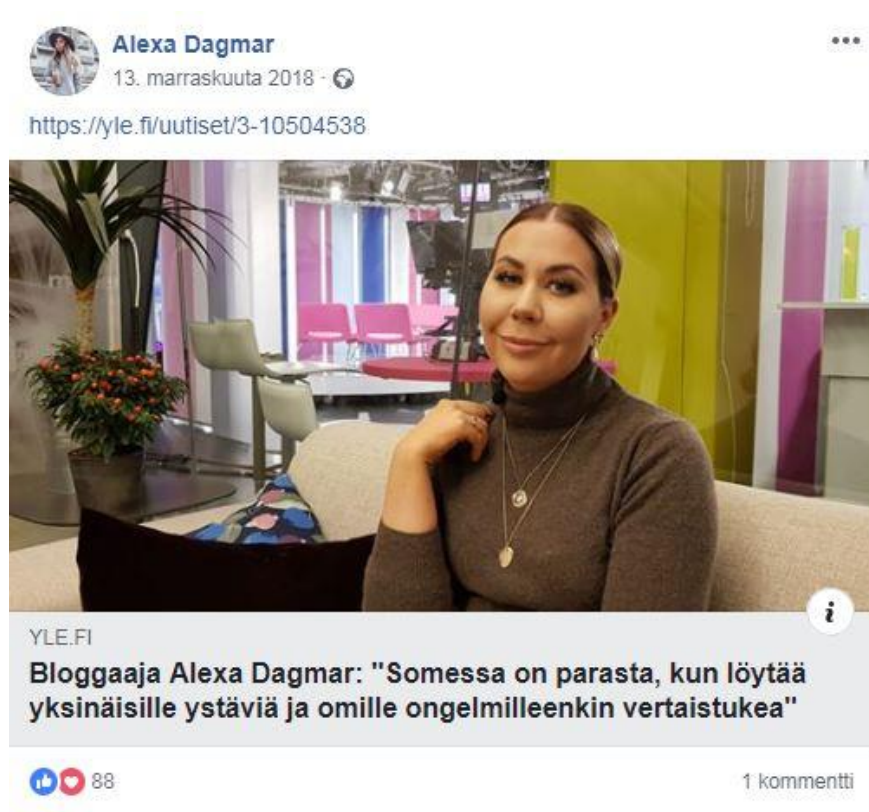 Alexa Dagmar
13. marraskuuta 2018 ·
https://yle.fi/uutiset/3-10504538
YLE.FI
Bloggaaja Alexa Dagmar: "Somessa on parasta, kun löytää
yksinäisille ystäviä ja omille ongelmilleenkin vertaistukea"
88
1 kommentti